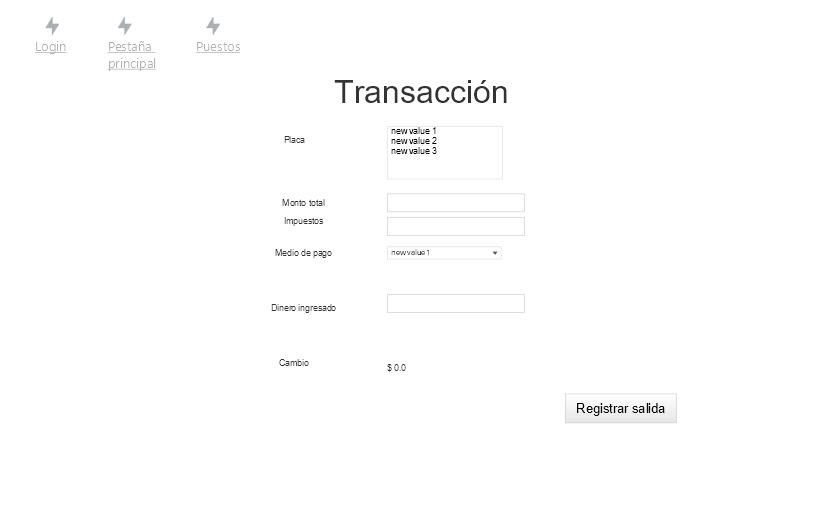 Login
Pestaña
principal
Puestos
Transacción
Placa
new value 1
new value 2
new value 3
Monto total
Impuestos
Medio de pago
new value 1
Dinero ingresado
Cambio
$ 0.0
Registrar salida